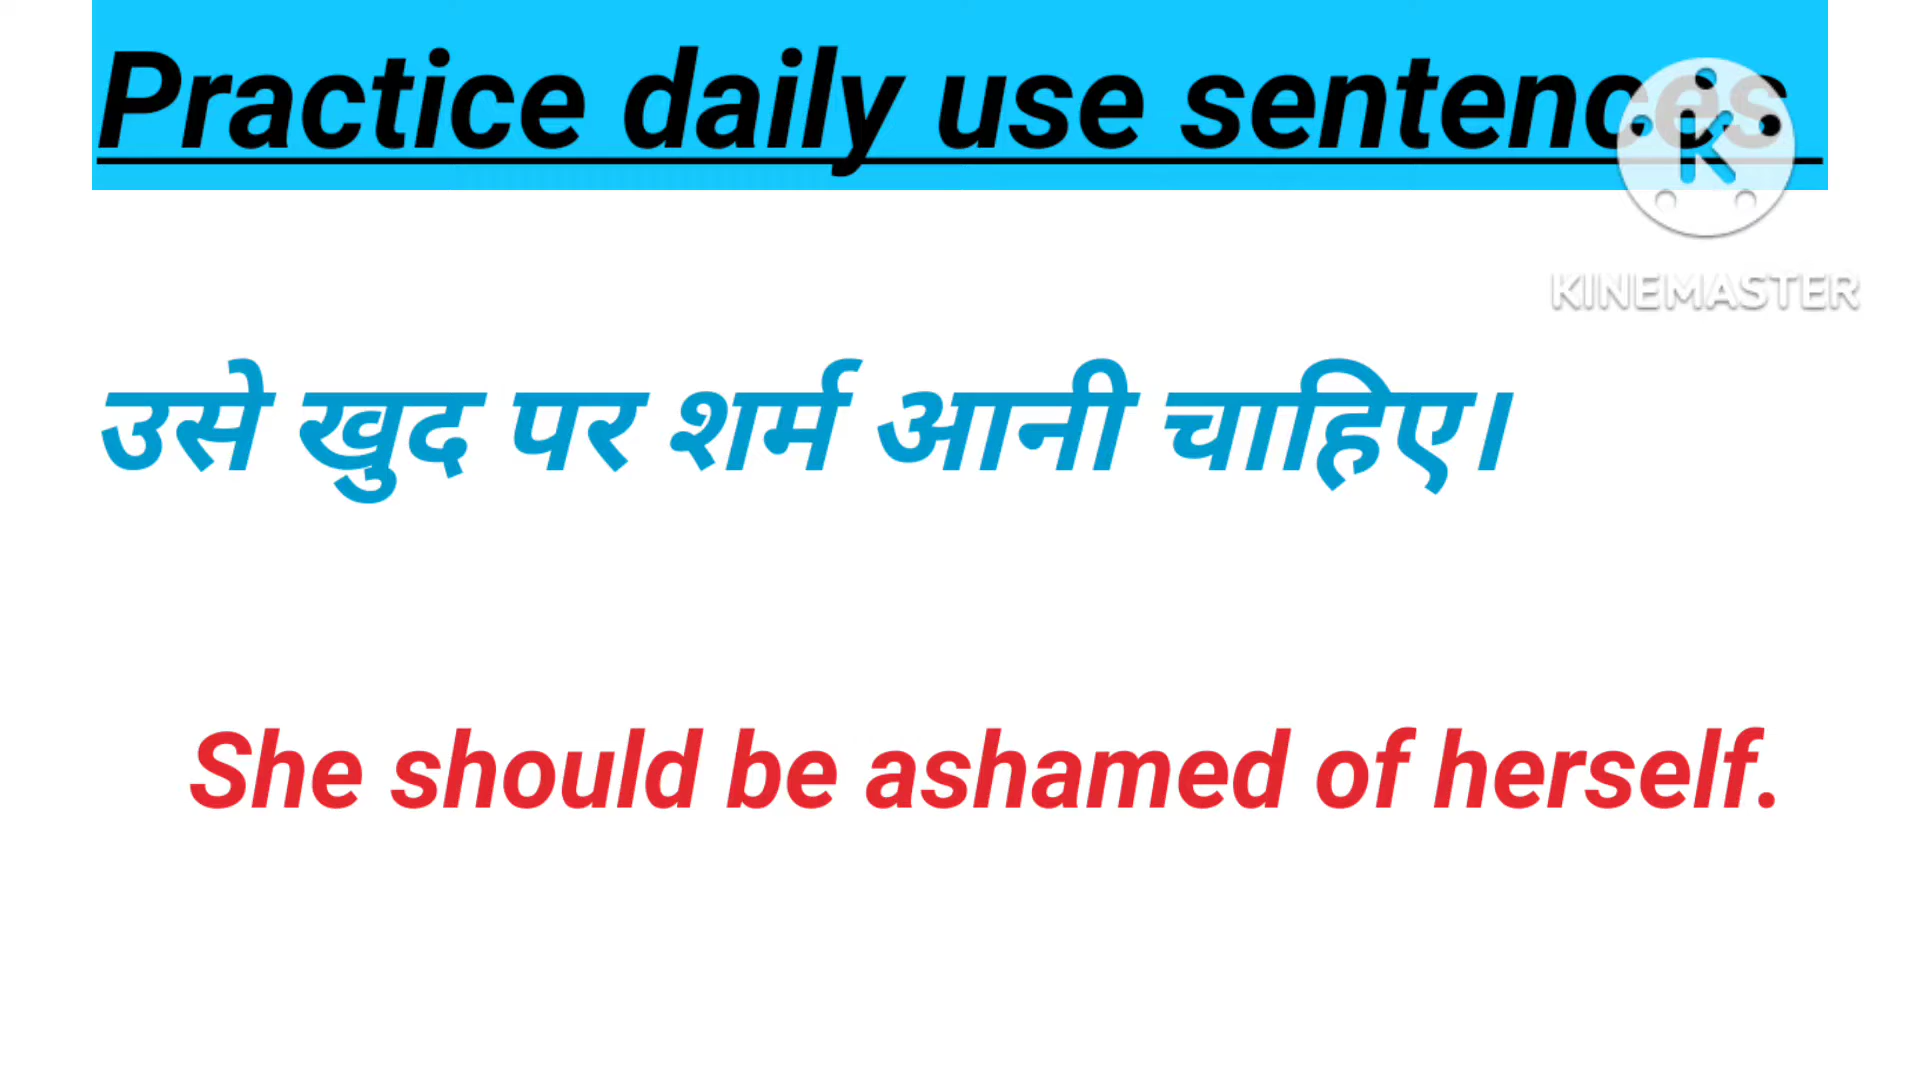 Practice daily use sentences
KINEMASTER
उसे खुद पर शर्म आनी चाहिए।
She should be ashamed of herself.